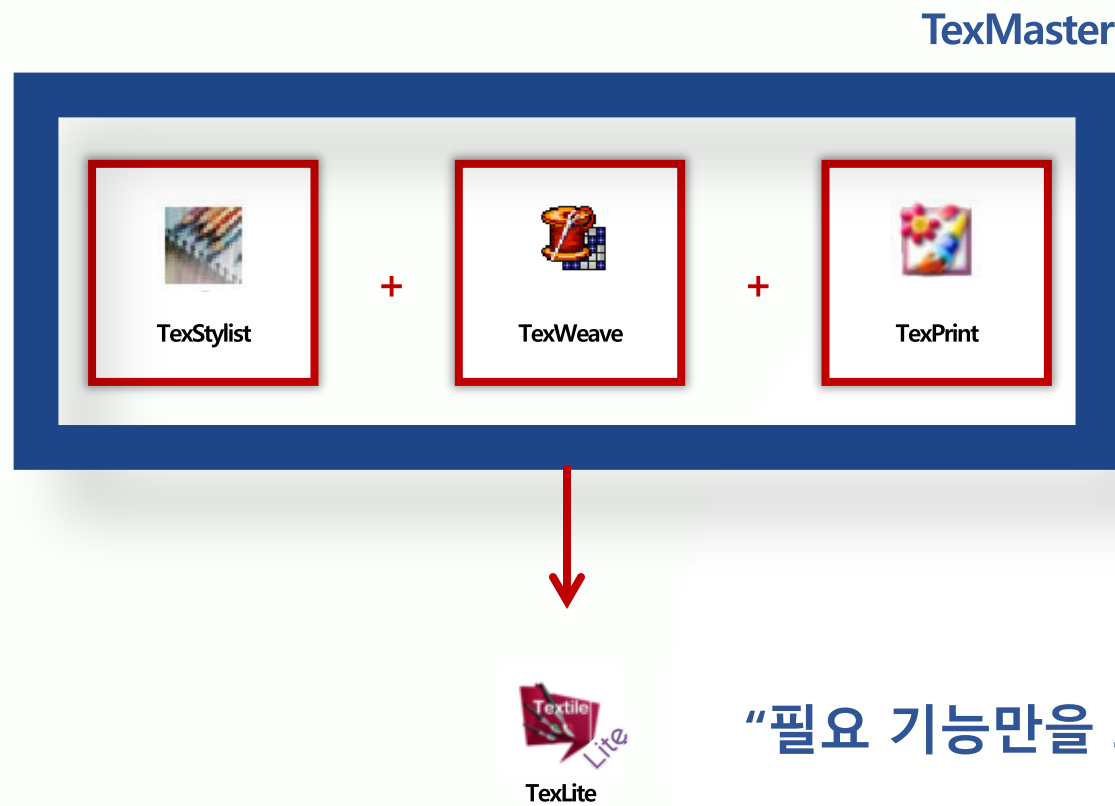 TexMaster
TexStylist
+
TexWeave
+
TexPrint
Textile
Lite
TexLite
“필요 기능만을